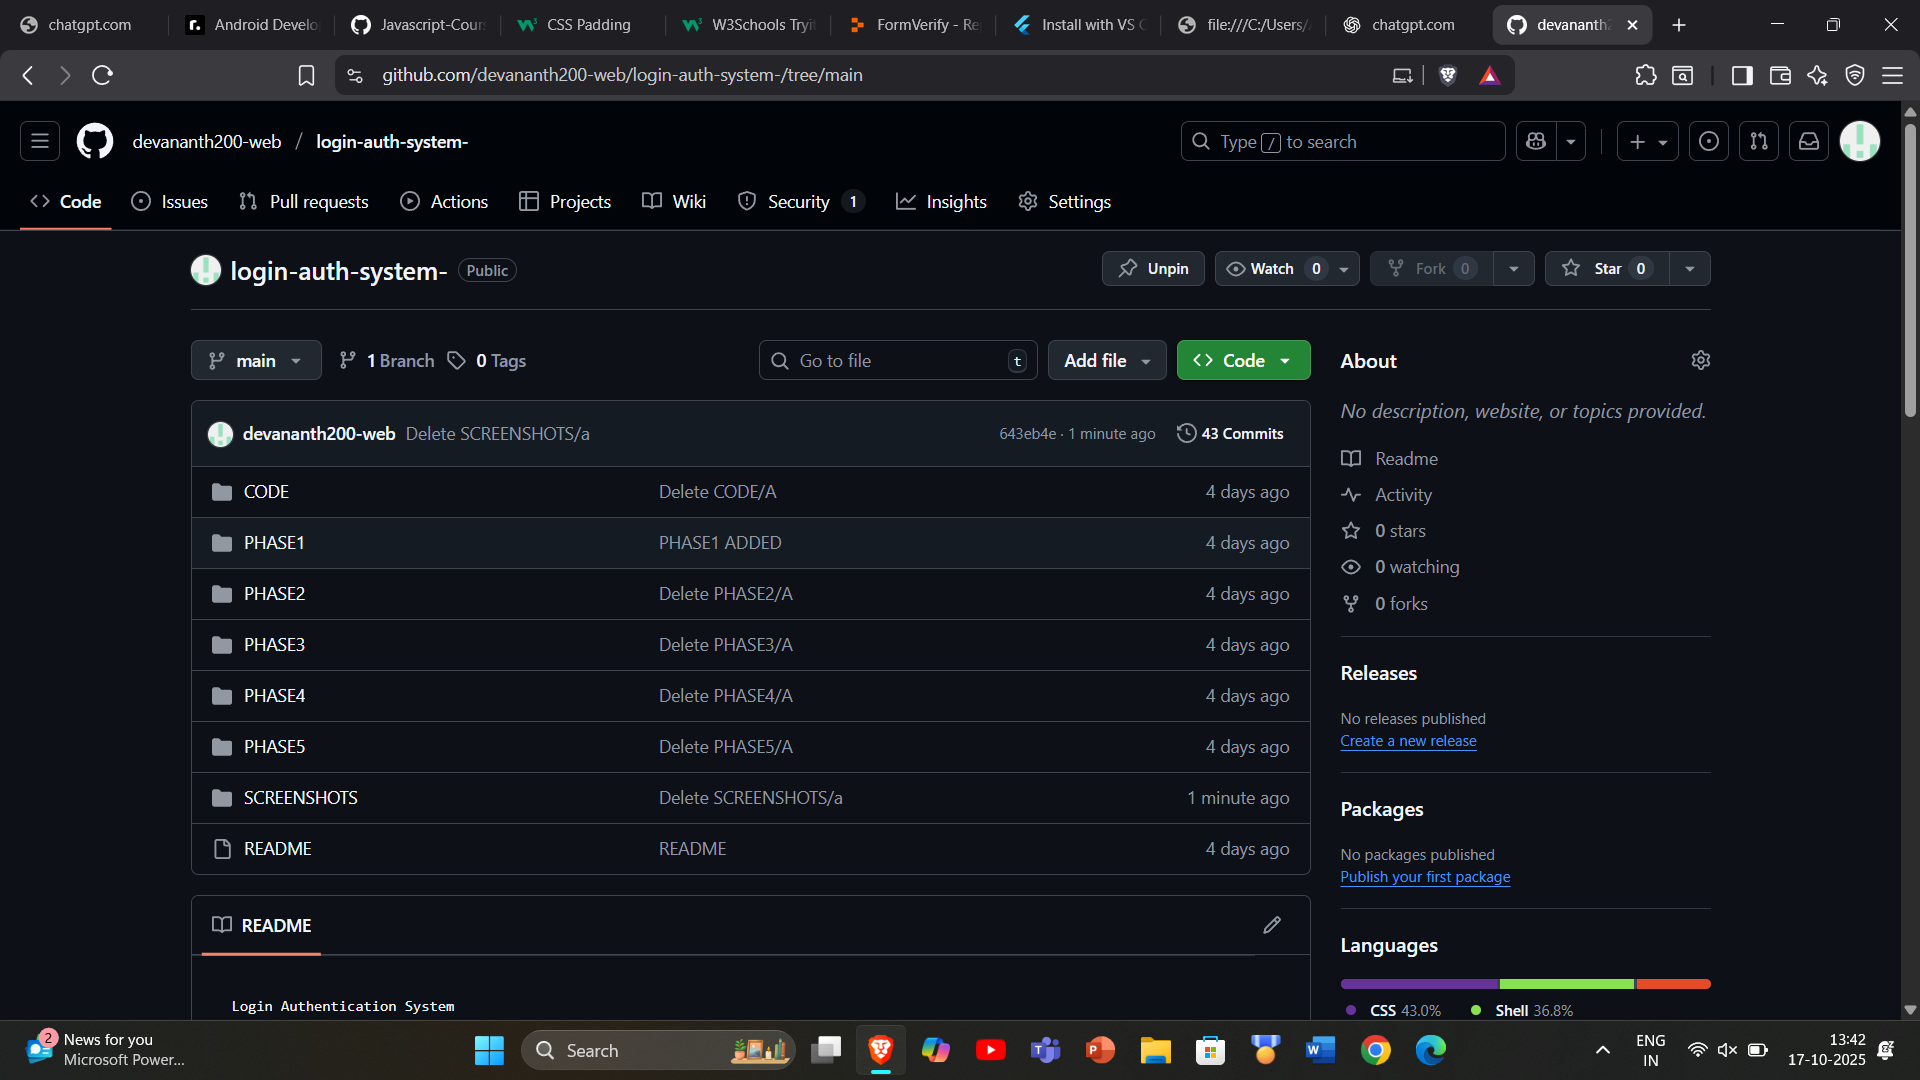 chatgpt.com
Android Develo
Javascript-Cour
CSS Padding
W3Schools Tryit
FormVerify - Re
Install with VS C
file:///C:/Users/
chatgpt.com
devananth2
github.com/devananth200-web/login-auth-system-/tree/main
devananth200-web / login-auth-system-
Type / to search
Code
Issues
Pull requests
Actions
Projects
Wiki
Security 1
Insights
Settings
login-auth-system- Public
Unpin
Watch 0
Fork 0
Star 0
main
1 Branch
0 Tags
Go to file t
Add file
Code
devananth200-web Delete SCREENSHOTS/a 643eb4e · 1 minute ago 43 Commits
CODE Delete CODE/A 4 days ago
PHASE1 PHASE1 ADDED 4 days ago
PHASE2 Delete PHASE2/A 4 days ago
PHASE3 Delete PHASE3/A 4 days ago
PHASE4 Delete PHASE4/A 4 days ago
PHASE5 Delete PHASE5/A 4 days ago
SCREENSHOTS Delete SCREENSHOTS/a 1 minute ago
README README 4 days ago
README
Login Authentication System
About
No description, website, or topics provided.
Readme
Activity
0 stars
0 watching
0 forks
Releases
No releases published
Create a new release
Packages
No packages published
Publish your first package
Languages
CSS 43.0% Shell 36.8%
2
News for you
Microsoft Power...
Search
ENG
IN
13:42
17-10-2025